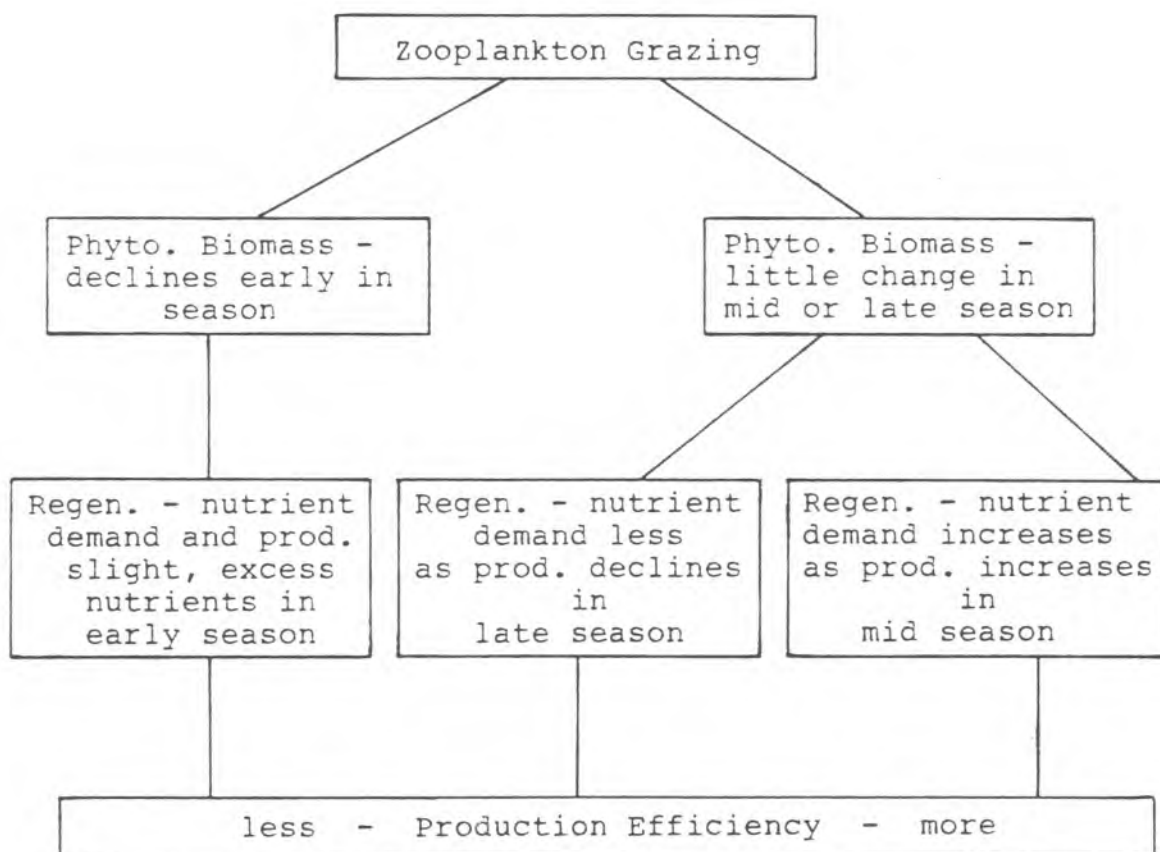 Zooplankton Grazing
Phyto. Biomass -
declines early in
season
Phyto. Biomass -
little change in
mid or late season
Regen. - nutrient
demand and prod.
slight, excess
nutrients in
early season
Regen. - nutrient
demand less
as prod. declines
in
late season
Regen. - nutrient
demand increases
as prod. increases
in
mid season
less - Production Efficiency - more